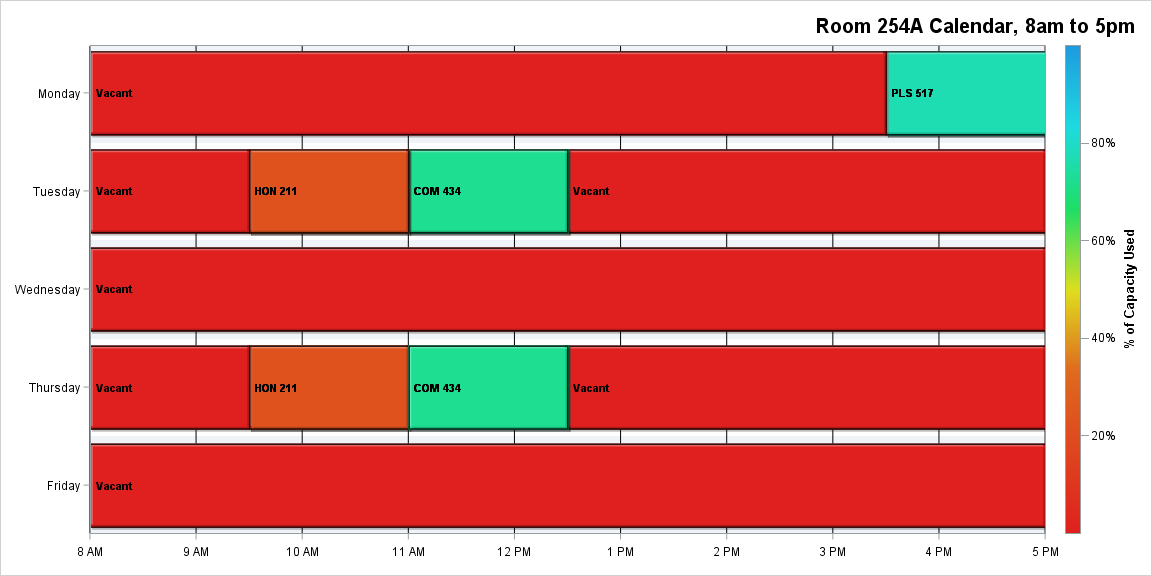 Room 254A Calendar, 8am to 5pm
Monday
Vacant
PLS 517
Tuesday
Vacant
HON 211
COM 434
Vacant
Wednesday
Vacant
Thursday
Vacant
HON 211
COM 434
Vacant
Friday
Vacant
8 AM
9 AM
10 AM
11 AM
12 PM
1 PM
2 PM
3 PM
4 PM
5 PM
80%
60%
40%
20%
% of Capacity Used